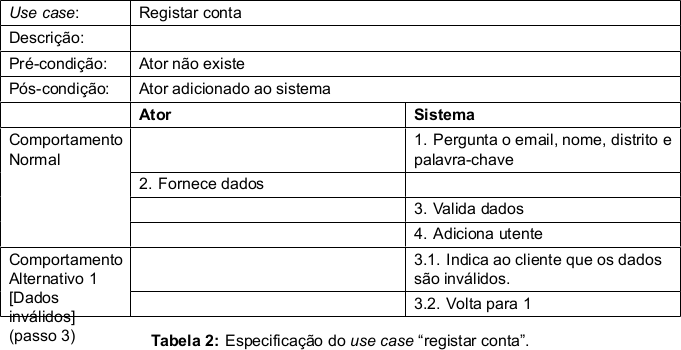 Use case: Registar conta
Descrição:
Pré-condição: Ator não existe
Pós-condição: Ator adicionado ao sistema
Ator Sistema
Comportamento Normal
1. Pergunta o email, nome, distrito e
palavra-chave
2. Fornece dados
3. Valida dados
4. Adiciona utente
Comportamento
Alternativo 1
[Dados
inválidos]
(passo 3)
3.1. Indica ao cliente que os dados
são inválidos.
3.2. Volta para 1
Tabela 2: Especificação do use case “registar conta”.